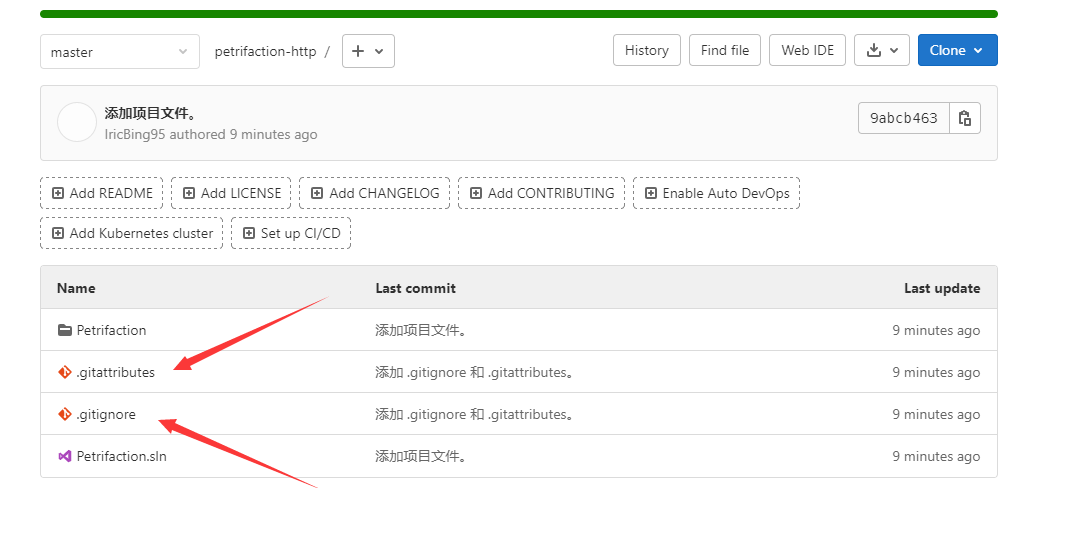 master petrifaction-http / History Find file Web IDE Clone
添加项目文件。
IricBing95 authored 9 minutes ago
9abcb463
Add README Add LICENSE Add CHANGELOG Add CONTRIBUTING Enable Auto DevOps
Add Kubernetes cluster Set up CI/CD
Name Last commit Last update
Petrifaction 添加项目文件。 9 minutes ago
.gitattributes 添加 .gitignore 和 .gitattributes。 9 minutes ago
.gitignore 添加 .gitignore 和 .gitattributes。 9 minutes ago
Petrifaction.sln 添加项目文件。 9 minutes ago